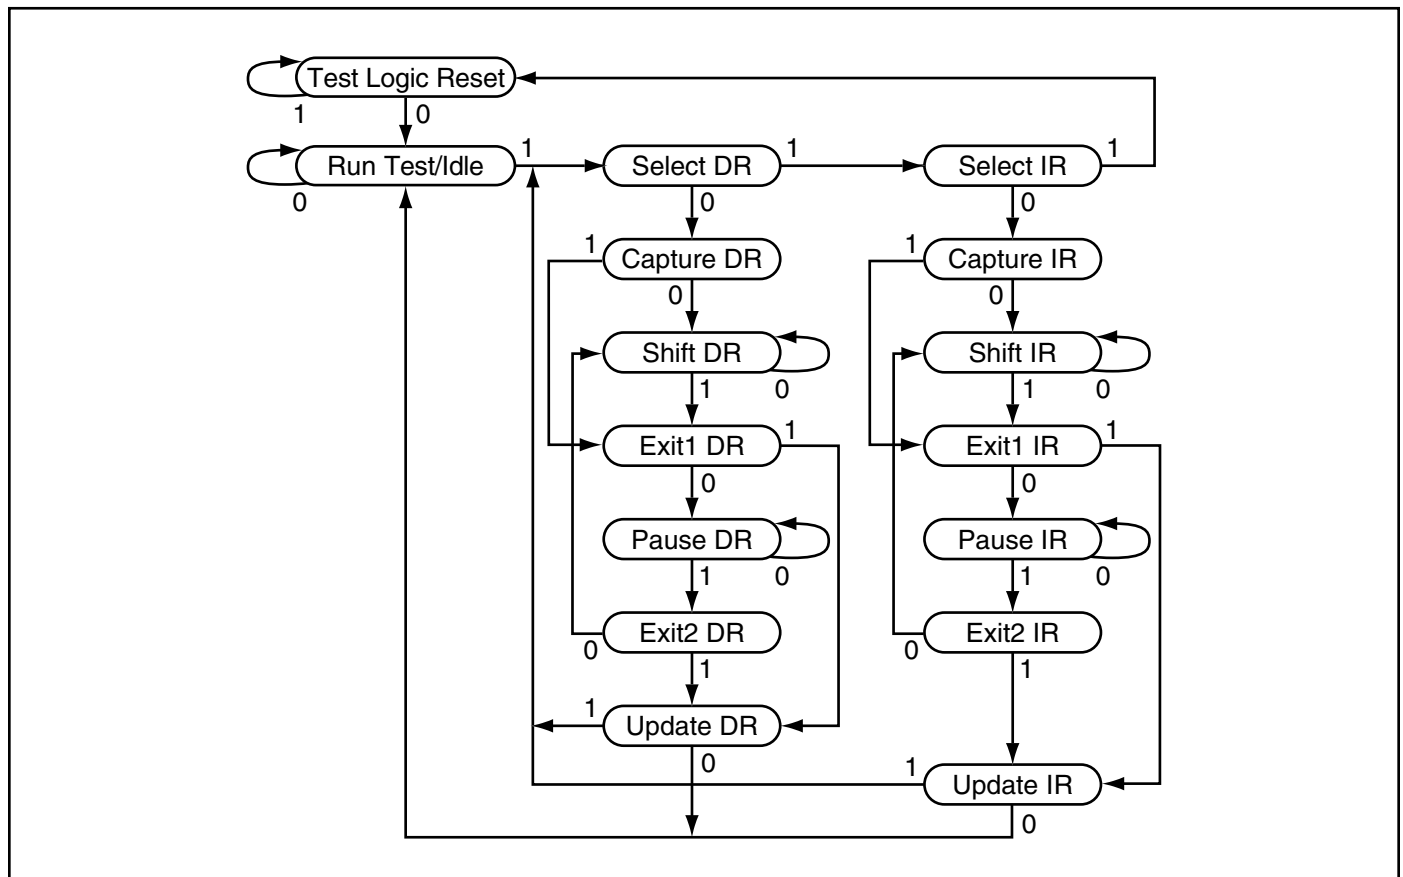 Test Logic Reset
1
0
Run Test/Idle
1
Select DR
1
Select IR
1
0
0
0
1
Capture DR
1
Capture IR
0
0
Shift DR
Shift IR
1
0
1
0
Exit1 DR
1
Exit1 IR
1
0
0
Pause DR
Pause IR
1
0
1
0
Exit2 DR
Exit2 IR
0
1
0
1
1
Update DR
0
1
Update IR
0